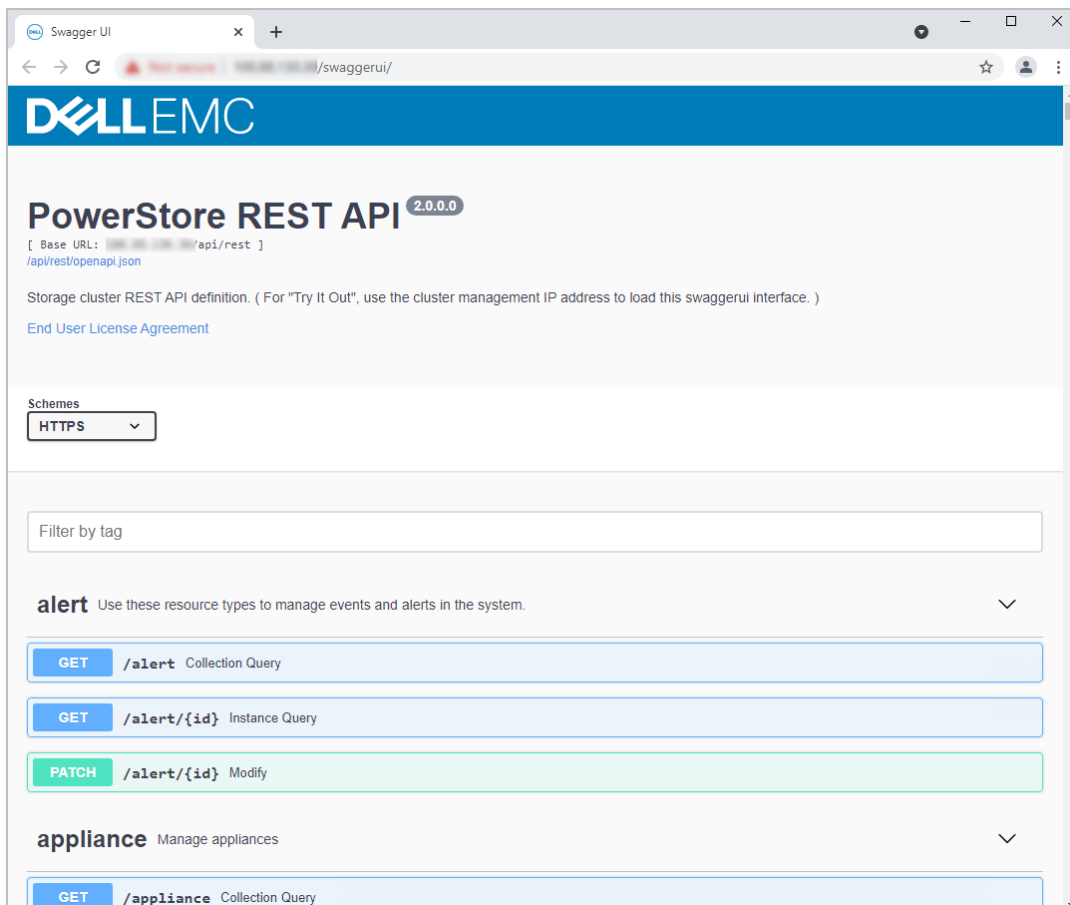 Swagger UI
/swaggerui/
DELLEMC
PowerStore REST API 2.0.0.0
[ Base URL: /api/rest ]
/api/rest/openapi.json
Storage cluster REST API definition. ( For "Try It Out", use the cluster management IP address to load this swaggerui interface. )
End User License Agreement
Schemes
HTTPS
Filter by tag
alert Use these resource types to manage events and alerts in the system.
GET /alert Collection Query
GET /alert/{id} Instance Query
PATCH /alert/{id} Modify
appliance Manage appliances
GET /appliance Collection Query